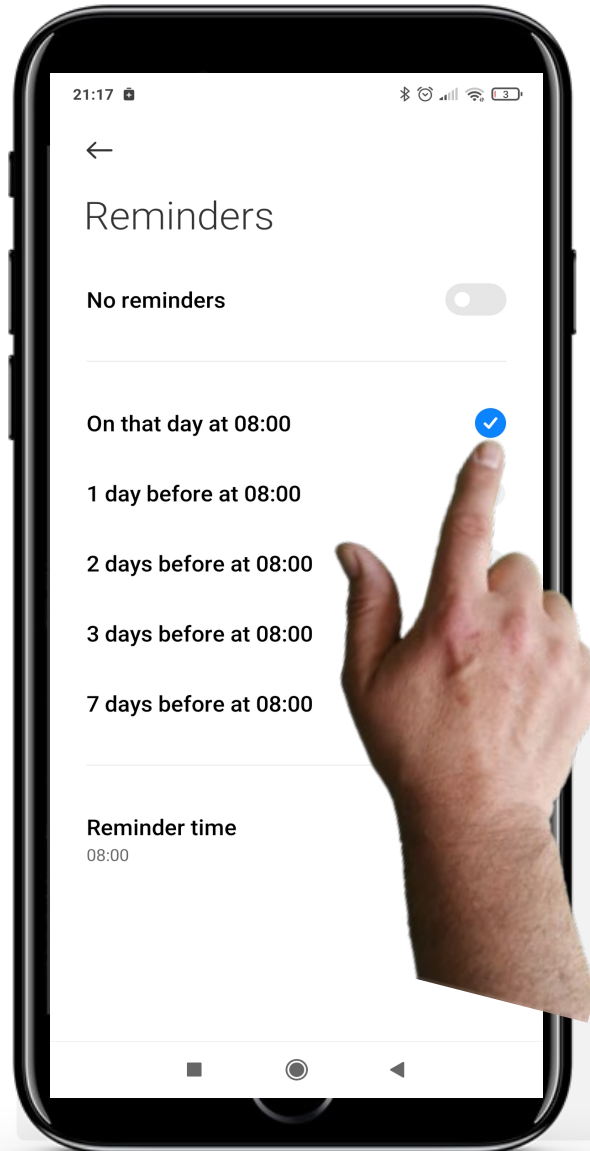 21:17
3
Reminders
No reminders
On that day at 08:00
1 day before at 08:00
2 days before at 08:00
3 days before at 08:00
7 days before at 08:00
Reminder time
08:00